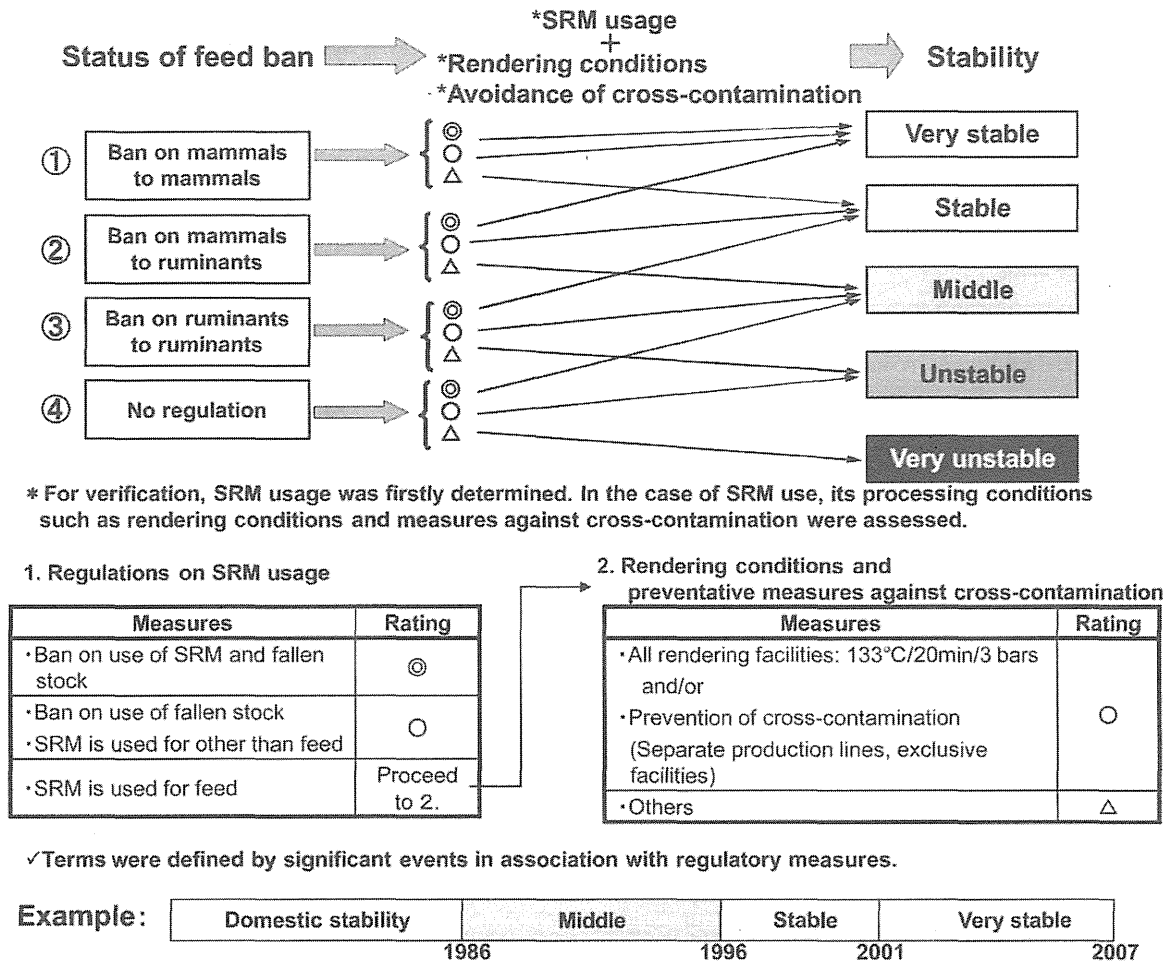 *SRM usage
+
Status of feed ban
*Rendering conditions
Stability
*Avoidance of cross-contamination
① Ban on mammals
to mammals
◎
○
△
Very stable
② Ban on mammals
to ruminants
◎
○
△
Stable
③ Ban on ruminants
to ruminants
◎
○
△
Middle
④ No regulation
◎
○
△
Unstable
Very unstable
* For verification, SRM usage was firstly determined. In the case of SRM use, its processing conditions
such as rendering conditions and measures against cross-contamination were assessed.
1. Regulations on SRM usage
Measures Rating
・Ban on use of SRM and fallen
stock
◎
・Ban on use of fallen stock
・SRM is used for other than feed
○
・SRM is used for feed
Proceed
to 2.
2. Rendering conditions and
preventative measures against cross-contamination
Measures Rating
・All rendering facilities: 133°C/20min/3 bars
and/or
・Prevention of cross-contamination
(Separate production lines, exclusive
facilities)
○
・Others △
✓Terms were defined by significant events in association with regulatory measures.
Example: Domestic stability Middle Stable Very stable
1986 1996 2001 2007